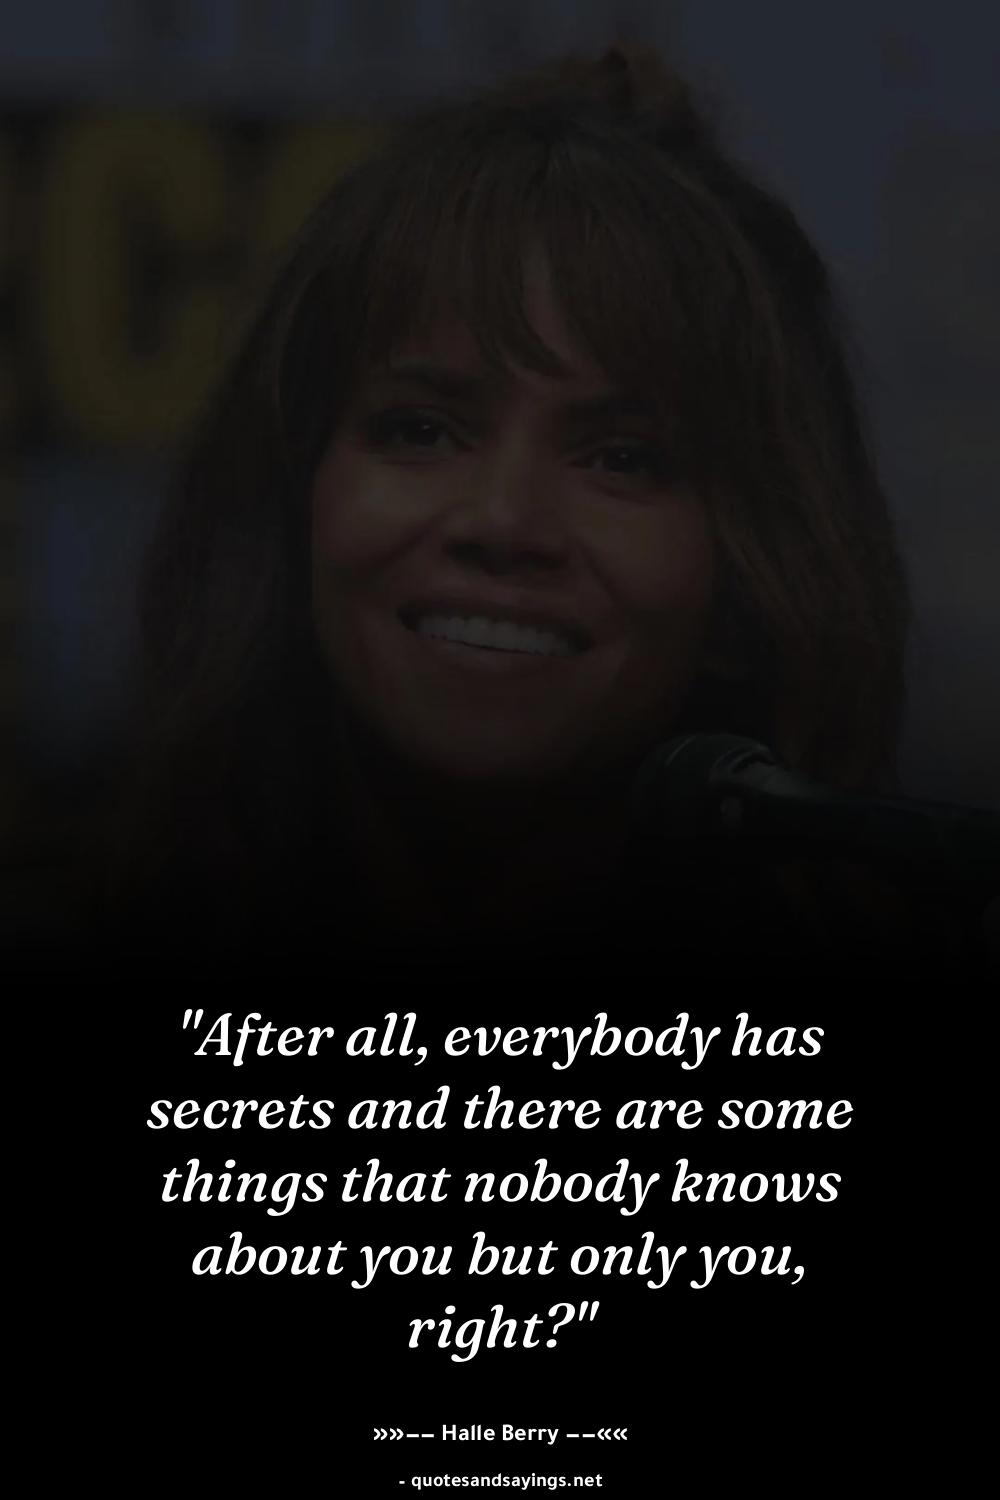 "After all, everybody has
secrets and there are some
things that nobody knows
about you but only you,
right?"
»»–– Halle Berry ––««
- quotesandsayings.net